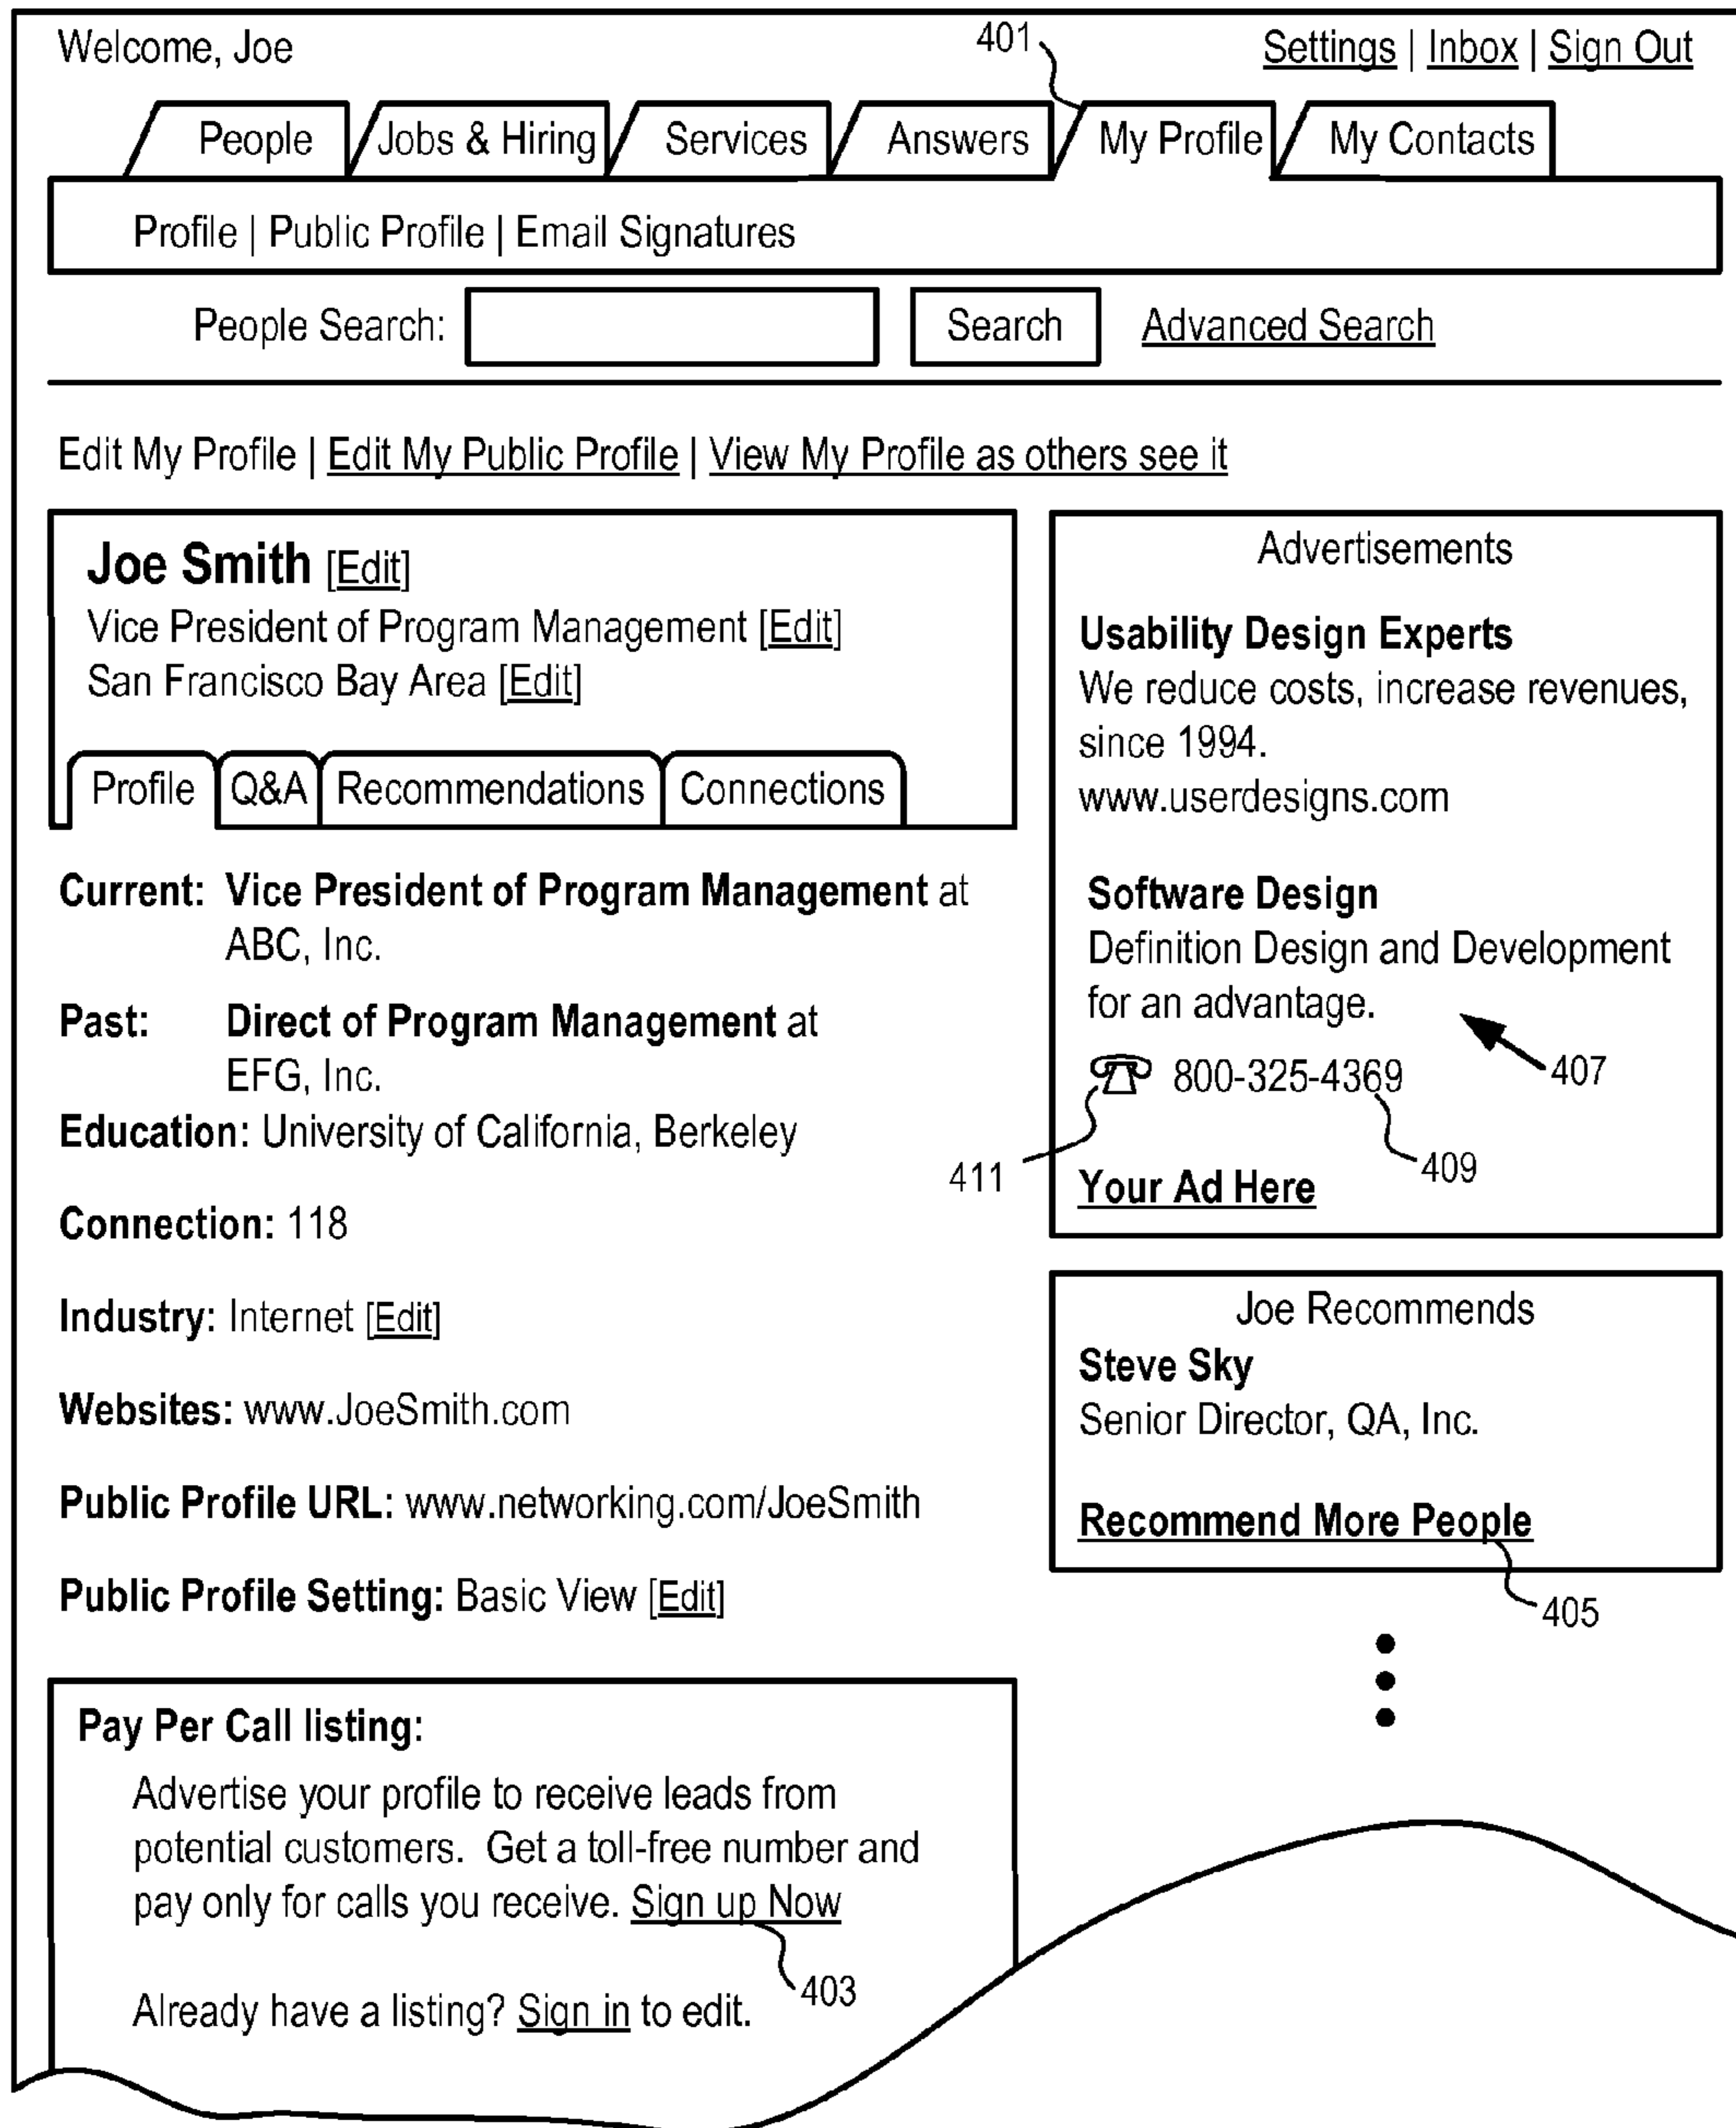 Welcome, Joe
401
Settings | Inbox | Sign Out
People
Jobs & Hiring
Services
Answers
My Profile
My Contacts
Profile | Public Profile | Email Signatures
People Search:
Search
Advanced Search
Edit My Profile | Edit My Public Profile | View My Profile as others see it
Joe Smith [Edit]
Vice President of Program Management [Edit]
San Francisco Bay Area [Edit]
Profile
Q&A
Recommendations
Connections
Current: Vice President of Program Management at
ABC, Inc.
Past: Direct of Program Management at
EFG, Inc.
Education: University of California, Berkeley
Connection: 118
Industry: Internet [Edit]
Websites: www.JoeSmith.com
Public Profile URL: www.networking.com/JoeSmith
Public Profile Setting: Basic View [Edit]
Pay Per Call listing:
Advertise your profile to receive leads from
potential customers. Get a toll-free number and
pay only for calls you receive. Sign up Now
403
Already have a listing? Sign in to edit.
Advertisements
Usability Design Experts
We reduce costs, increase revenues,
since 1994.
www.userdesigns.com
Software Design
Definition Design and Development
for an advantage.
407
800-325-4369
411
409
Your Ad Here
Joe Recommends
Steve Sky
Senior Director, QA, Inc.
Recommend More People
405